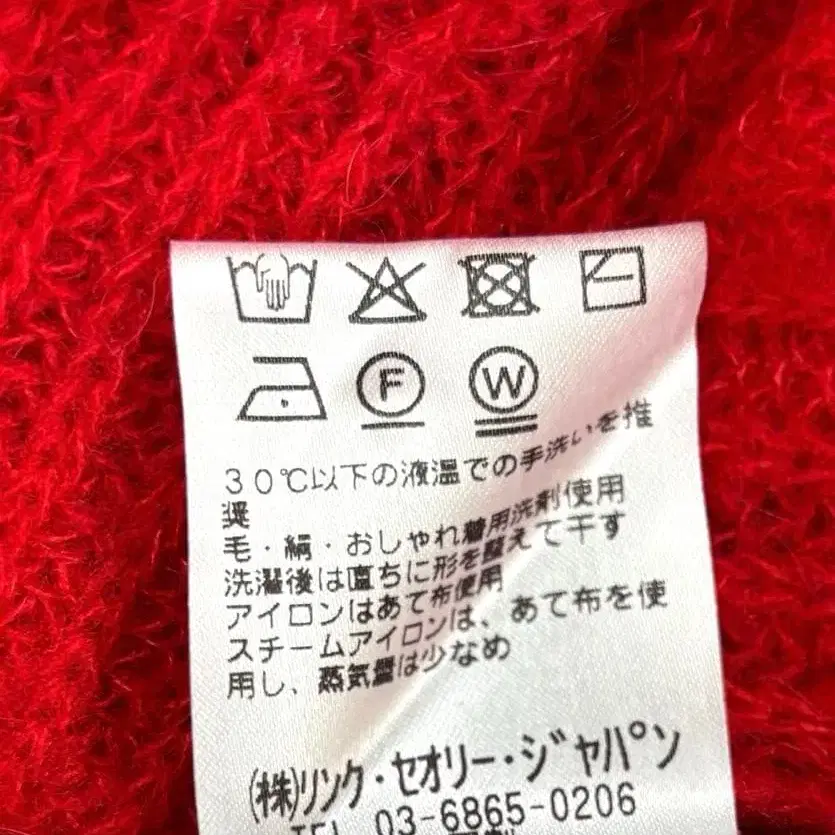 F W
30℃以下の液温での手洗いを推
奨
毛・絹・おしゃれ着用洗剤使用
洗濯後は直ちに形を整えて干す
アイロンはあて布使用
スチームアイロンは、あて布を使
用し、蒸気量は少なめ
(株)リンク・セオリー・ジャパン
TEL 03-6865-0206